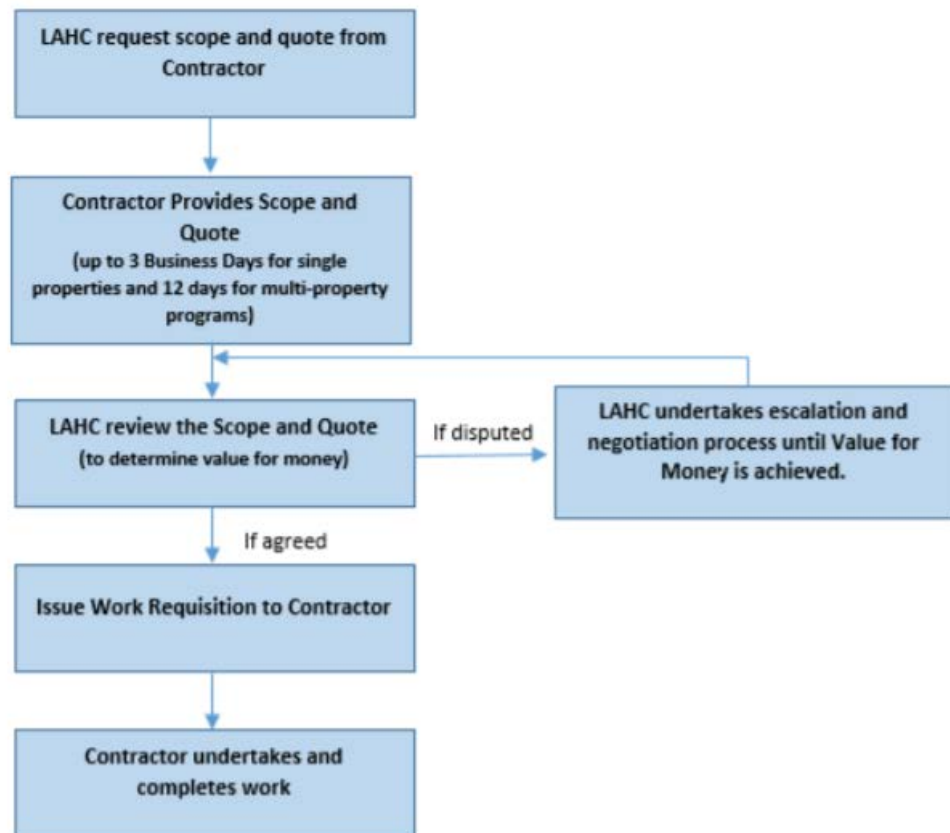 LAHC request scope and quote from
Contractor
Contractor Provides Scope and
Quote
(up to 3 Business Days for single
properties and 12 days for multi-property
programs)
LAHC review the Scope and Quote
(to determine value for money)
If disputed
LAHC undertakes escalation and
negotiation process until Value for
Money is achieved.
If agreed
Issue Work Requisition to Contractor
Contractor undertakes and
completes work